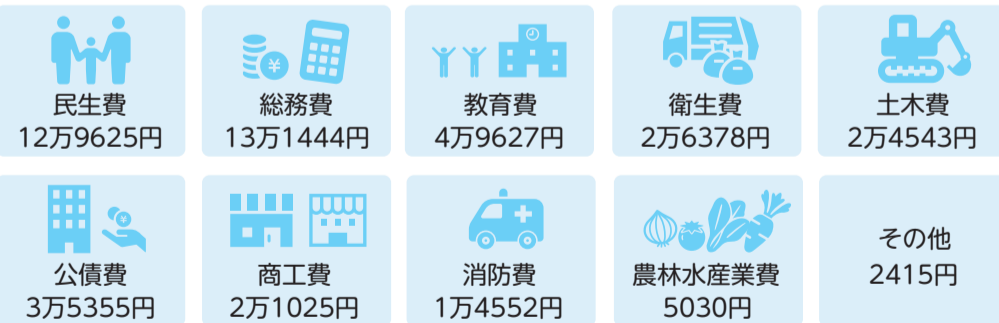 民生費
12万9625円
総務費
13万1444円
教育費
4万9627円
衛生費
2万6378円
土木費
2万4543円
公債費
3万5355円
商工費
2万1025円
消防費
1万4552円
農林水産業費
5030円
その他
2415円